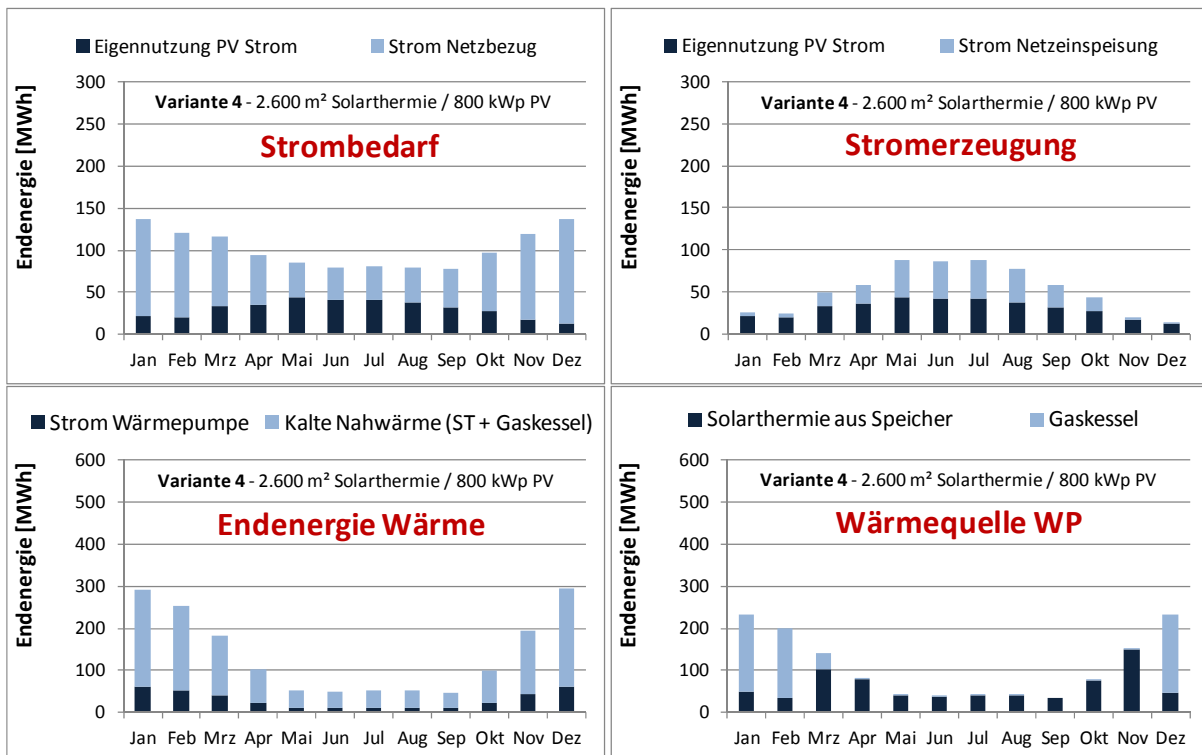 Eigennutzung PV Strom Strom Netzbezug
Endenergie [MWh]
300
250
200
150
100
50
0
Variante 4 - 2.600 m² Solarthermie / 800 kWp PV
Strombedarf
Jan Feb Mrz Apr Mai Jun Jul Aug Sep Okt Nov Dez
Eigennutzung PV Strom Strom Netzeinspeisung
Endenergie [MWh]
300
250
200
150
100
50
0
Variante 4 - 2.600 m² Solarthermie / 800 kWp PV
Stromerzeugung
Jan Feb Mrz Apr Mai Jun Jul Aug Sep Okt Nov Dez
Strom Wärmepumpe Kalte Nahwärme (ST + Gaskessel)
Endenergie [MWh]
600
500
400
300
200
100
0
Variante 4 - 2.600 m² Solarthermie / 800 kWp PV
Endenergie Wärme
Jan Feb Mrz Apr Mai Jun Jul Aug Sep Okt Nov Dez
Solarthermie aus Speicher Gaskessel
Endenergie [MWh]
600
500
400
300
200
100
0
Variante 4 - 2.600 m² Solarthermie / 800 kWp PV
Wärmequelle WP
Jan Feb Mrz Apr Mai Jun Jul Aug Sep Okt Nov Dez